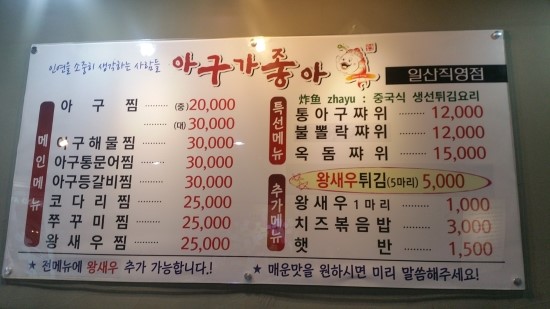 인연을 소중히 생각하는 사람들
아구가좋아
일산직영점
메인메뉴
아구찜 ........ (중) 20,000
(대) 30,000
아구해물찜 ........ 30,000
아구통문어찜 ........ 30,000
아구등갈비찜 ........ 30,000
코다리찜 ........ 25,000
쭈꾸미찜 ........ 25,000
왕새우찜 ........ 25,000
특선메뉴
炸鱼 zhayu : 중국식 생선튀김요리
통아구쨔위 ........ 12,000
불뽈락쨔위 ........ 12,000
옥돔쨔위 ........ 15,000
추가메뉴
왕새우튀김(5마리) 5,000
왕새우1마리 ........ 1,000
치즈볶음밥 ........ 3,000
햇반 ........ 1,500
★ 전메뉴에 왕새우 추가 가능합니다.!
★ 매운맛을 원하시면 미리 말씀해주세요!